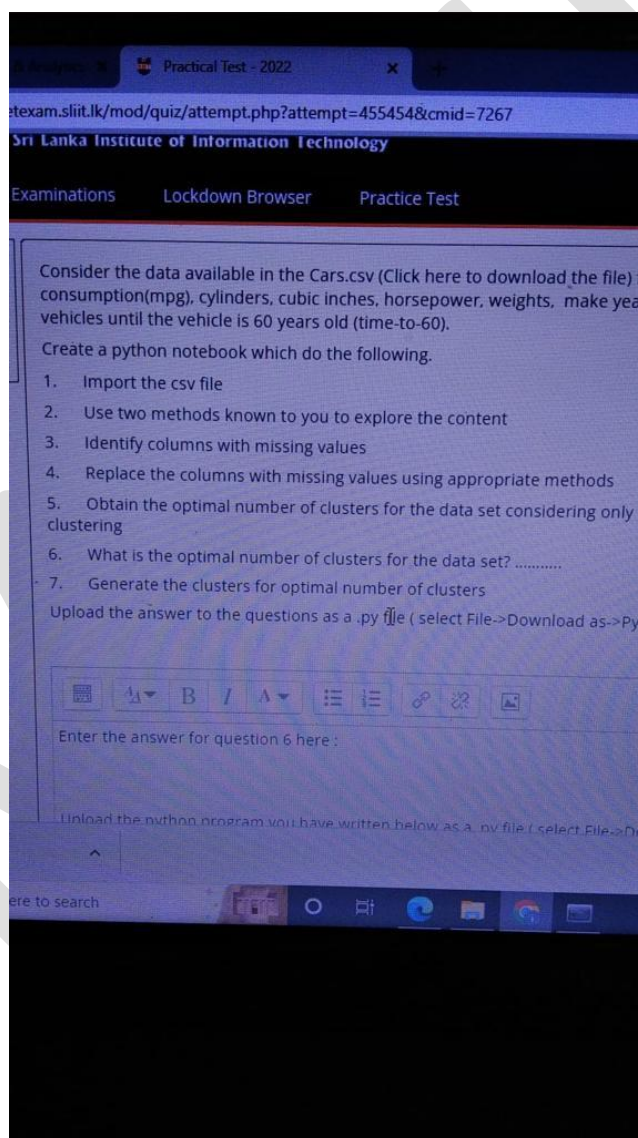 Practical Test - 2022
etexam.sliit.lk/mod/quiz/attempt.php?attempt=455454&cmid=7267
Sri Lanka Institute of Information Technology
Examinations Lockdown Browser Practice Test
Consider the data available in the Cars.csv (Click here to download the file)
consumption(mpg), cylinders, cubic inches, horsepower, weights, make yea
vehicles until the vehicle is 60 years old (time-to-60).
Create a python notebook which do the following.
1. Import the csv file
2. Use two methods known to you to explore the content
3. Identify columns with missing values
4. Replace the columns with missing values using appropriate methods
5. Obtain the optimal number of clusters for the data set considering only
clustering
6. What is the optimal number of clusters for the data set? ...........
7. Generate the clusters for optimal number of clusters
Upload the answer to the questions as a .py file ( select File->Download as->Py
B I A
Enter the answer for question 6 here :
Upload the python program you have written below as a .py file ( select File->D
ere to search